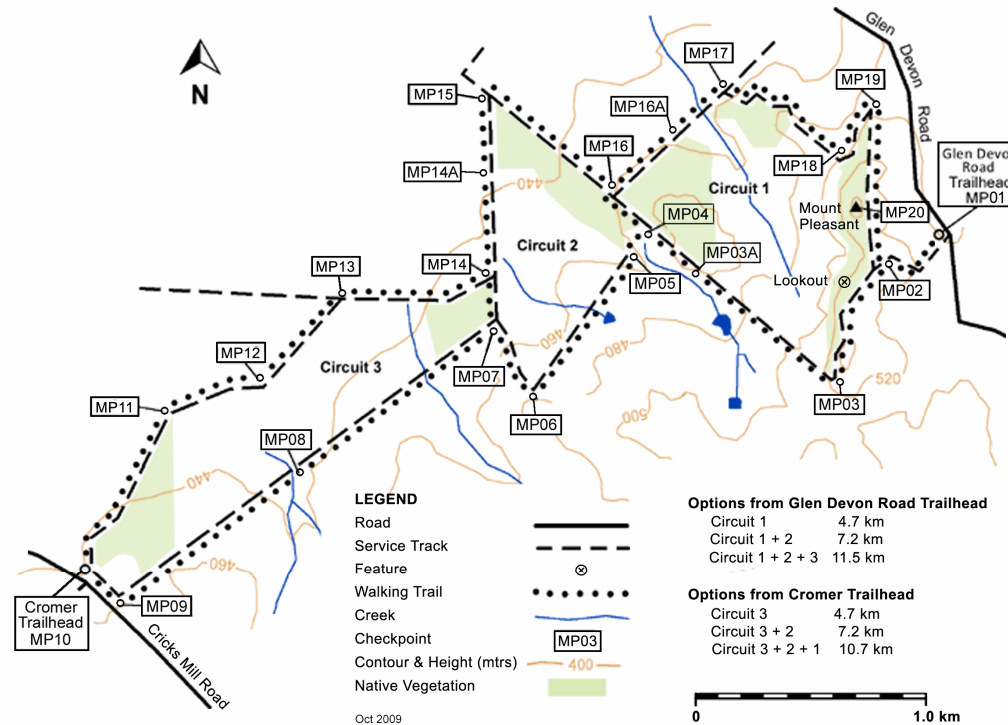 Glen Devon Road
N
MP17
MP19
MP15
MP16A
MP18
Glen Devo
Road
Trailhead
MP01
MP16
MP14A
440
Circuit 1
MP04
Mount
Pleasant
MP20
Circuit 2
MP03A
MP14
MP05
MP13
Lookout
MP02
460
480
MP12
Circuit 3
MP07
520
MP11
MP06
MP03
500
MP08
440
460
Cromer
Trailhead
MP10
MP09
Cricks Mill Road
LEGEND
Road
Service Track
Feature
Walking Trail
Creek
Checkpoint MP03
Contour & Height (mtrs) 400
Native Vegetation
Oct 2009
Options from Glen Devon Road Trailhead
Circuit 1 4.7 km
Circuit 1 + 2 7.2 km
Circuit 1 + 2 + 3 11.5 km
Options from Cromer Trailhead
Circuit 3 4.7 km
Circuit 3 + 2 7.2 km
Circuit 3 + 2 + 1 10.7 km
0 1.0 km